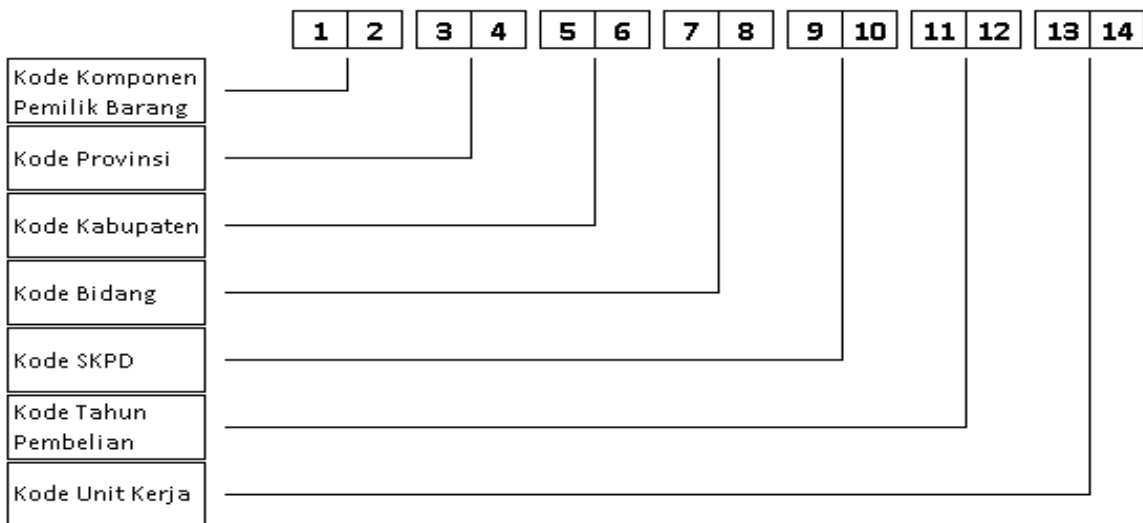 1 2 3 4 5 6 7 8 9 10 11 12 13 14
Kode Komponen
Pemilik Barang
Kode Provinsi
Kode Kabupaten
Kode Bidang
Kode SKPD
Kode Tahun
Pembelian
Kode Unit Kerja